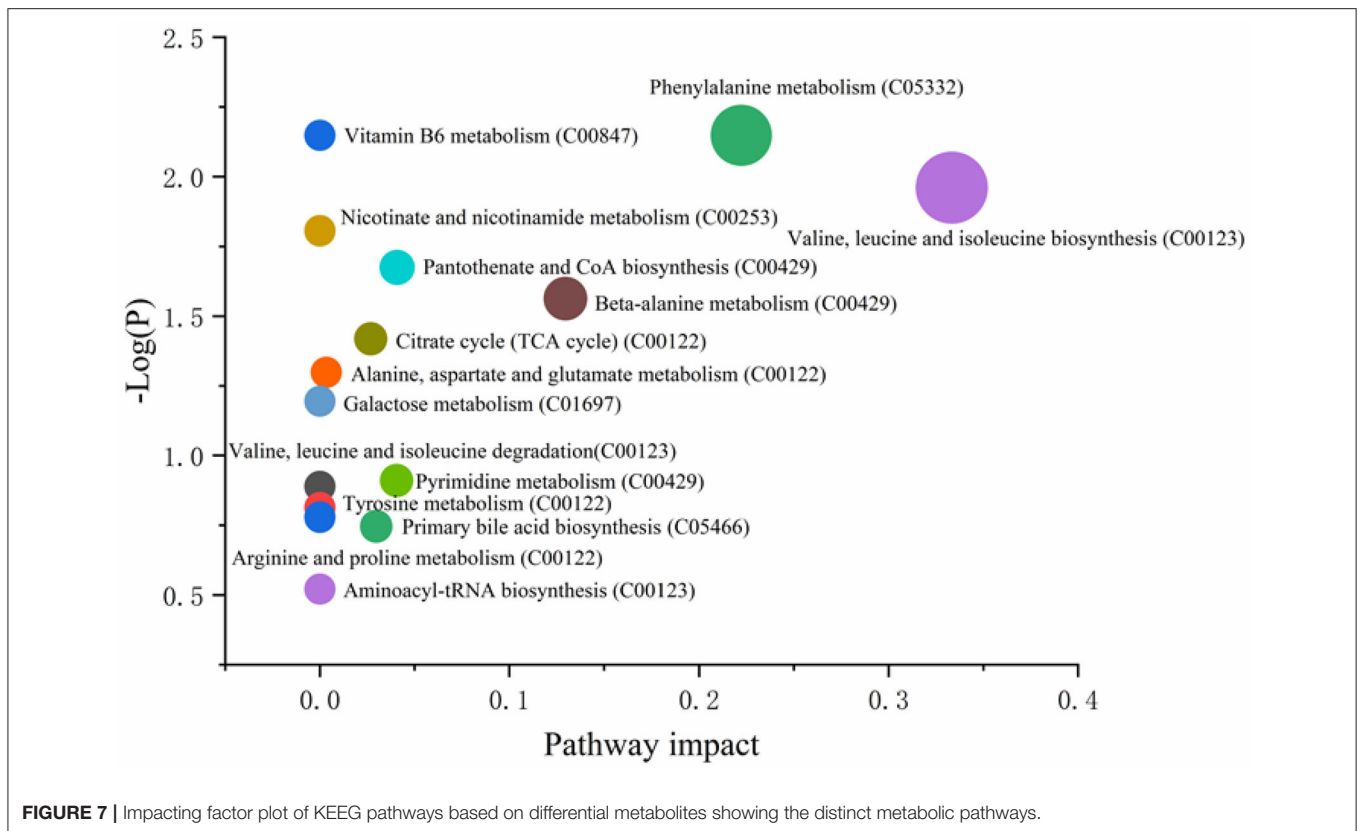 2.5
Phenylalanine metabolism (C05332)
Vitamin B6 metabolism (C00847)
2.0
Nicotinate and nicotinamide metabolism (C00253)
Valine, leucine and isoleucine biosynthesis (C00123)
Pantothenate and CoA biosynthesis (C00429)
Beta-alanine metabolism (C00429)
1.5
Citrate cycle (TCA cycle) (C00122)
-Log(P)
Alanine, aspartate and glutamate metabolism (C00122)
Galactose metabolism (C01697)
1.0
Valine, leucine and isoleucine degradation(C00123)
Pyrimidine metabolism (C00429)
Tyrosine metabolism (C00122)
Primary bile acid biosynthesis (C05466)
Arginine and proline metabolism (C00122)
0.5
Aminoacyl-tRNA biosynthesis (C00123)
0.0 0.1 0.2 0.3 0.4
Pathway impact
FIGURE 7 | Impacting factor plot of KEEG pathways based on differential metabolites showing the distinct metabolic pathways.